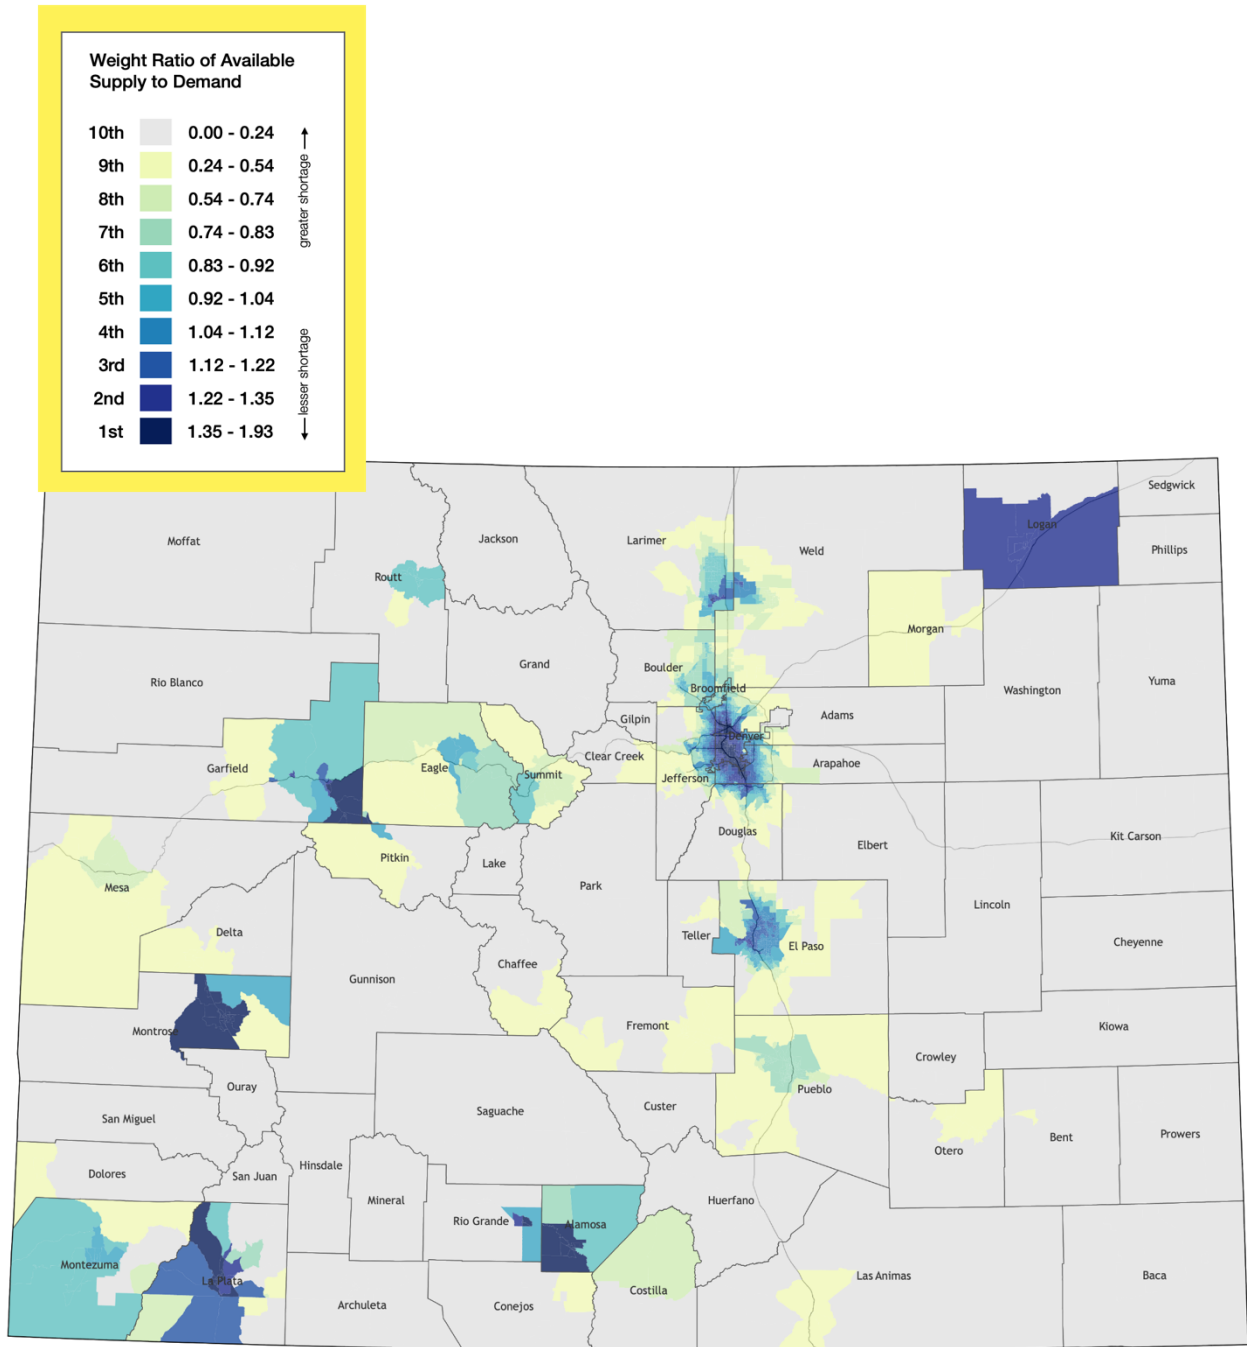 Weight Ratio of Available
Supply to Demand
10th 0.00 - 0.24
9th 0.24 - 0.54
8th 0.54 - 0.74
7th 0.74 - 0.83
6th 0.83 - 0.92
5th 0.92 - 1.04
4th 1.04 - 1.12
3rd 1.12 - 1.22
2nd 1.22 - 1.35
1st 1.35 - 1.93
greater shortage
lesser shortage
Sedgwick
Logan
Moffat
Jackson
Larimer
Weld
Phillips
Routt
Morgan
Grand
Boulder
Rio Blanco
Broomfield
Washington
Yuma
Gilpin
Adams
Denver
Clear Creek
Arapahoe
Garfield
Eagle
Summit
Jefferson
Douglas
Kit Carson
Elbert
Pitkin
Lake
Mesa
Park
Lincoln
Delta
Teller
El Paso
Cheyenne
Chaffee
Gunnison
Montrose
Fremont
Kiowa
Crowley
Ouray
Pueblo
Custer
Saguache
San Miguel
Prowers
Bent
Otero
Hinsdale
Dolores
San Juan
Mineral
Huerfano
Rio Grande
Alamosa
Montezuma
La Plata
Las Animas
Baca
Costilla
Archuleta
Conejos